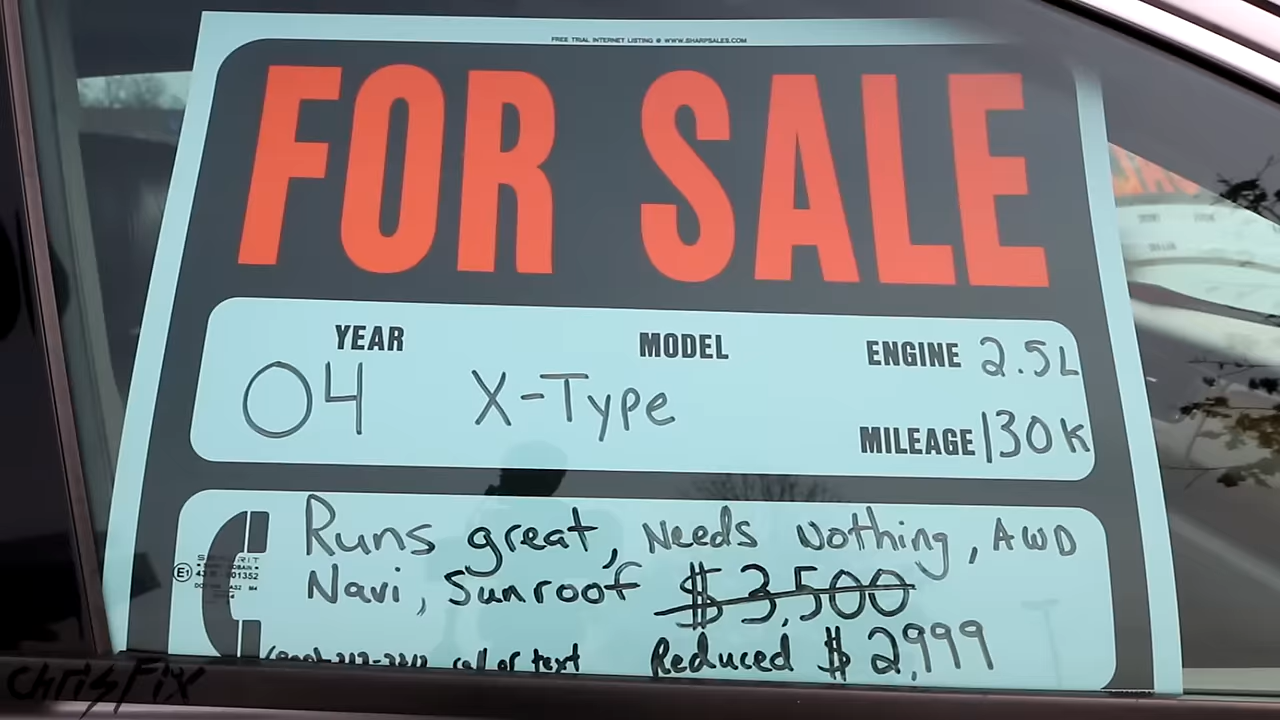 FREE TRIAL INTERNET LISTING @ WWW.SHARPSALES.COM
FOR SALE
YEAR MODEL ENGINE 2.5L
04 X-Type
MILEAGE 130K
Runs great, Needs Nothing, AWD
Navi, Sunroof $3,500
call or text Reduced $2,999
ChrisFix